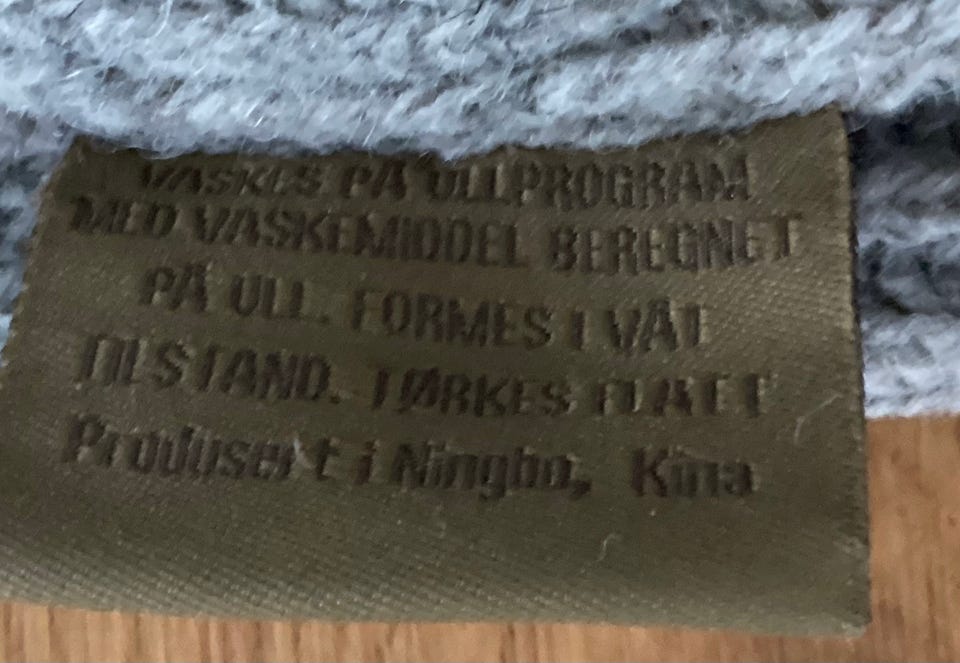 VASKES PÅ ULLPROGRAM
MED VASKEMIDDEL BEREGNET
PÅ ULL. FORMES I VÅT
TILSTAND. TØRKES FLATT
Produsert i Ningbo, Kina